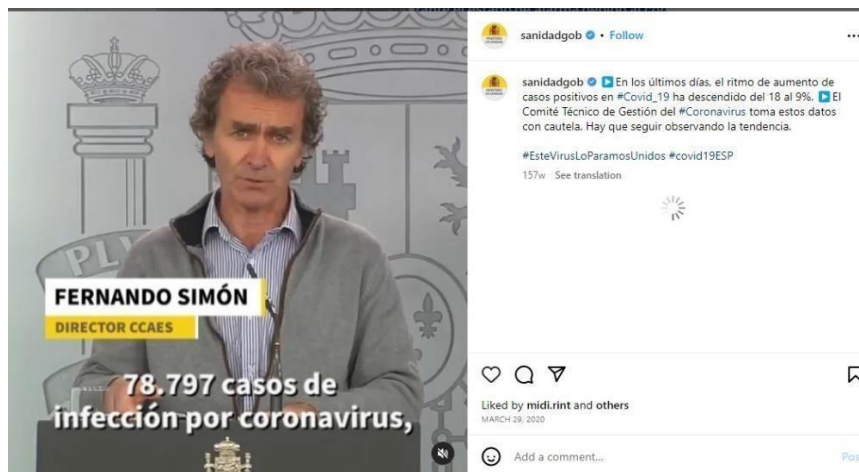 PLV
FERNANDO SIMÓN
DIRECTOR CCAES
78.797 casos de
infección por coronavirus,
sanidadgob • Follow
sanidadgob ▶ En los últimos días, el ritmo de aumento de
casos positivos en #Covid_19 ha descendido del 18 al 9%. ▶ El
Comité Técnico de Gestión del #Coronavirus toma estos datos
con cautela. Hay que seguir observando la tendencia.
#EsteVirusLoParamosUnidos #covid19ESP
157w See translation
Liked by midi.rint and others
MARCH 29, 2020
Add a comment...